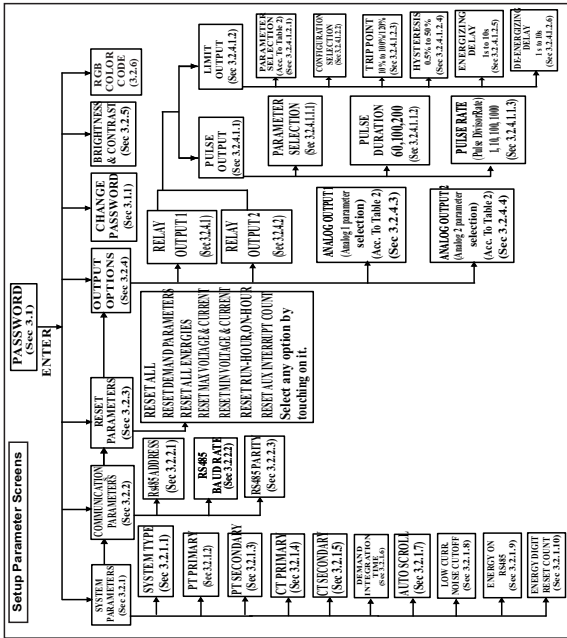 Setup Parameter Screens
PASSWORD
(Sec 3.1)
ENTER
SYSTEM
PARAMETERS
(Sec 3.2.1)
COMMUNICATION
PARAMETERS
(Sec 3.2.2)
RESET
PARAMETERS
(Sec 3.2.3)
OUTPUT
OPTIONS
(Sec 3.2.4)
CHANGE
PASSWORD
(Sec 3.1.1)
BRIGHTNESS
& CONTRAST
(Sec 3.2.5)
RGB
COLOR
CODE
(3.2.6)
SYSTEM TYPE
(Sec 3.2.1.1)
PT PRIMARY
(Sec 3.2.1.2)
PT SECONDARY
(Sec 3.2.1.3)
CT PRIMARY
(Sec 3.2.1.4)
CT SECONDARY
(Sec 3.2.1.5)
DEMAND
INTEGRATION
TIME
(Sec 3.2.1.6)
AUTO SCROLL
(Sec 3.2.1.7)
LOW CURR.
NOISE CUTOFF
(Sec 3.2.1.8)
ENERGY ON
RS485
(Sec 3.2.1.9)
ENERGY DIGIT
RESET COUNT
(Sec 3.2.1.10)
Rs485 ADDRESS
(Sec 3.2.2.1)
RS485
BAUD RATE
(Sec 3.2.2.2)
RS485 PARITY
(Sec 3.2.2.3)
RESET ALL
RESET DEMAND PARAMETERS
RESET ALL ENERGIES
RESET MAX VOLTAGE & CURRENT
RESET MIN VOLTAGE & CURRENT
RESET RUN-HOUR,ON-HOUR
RESET AUX INTERRUPT COUNT
Select any option by
touching on it.
RELAY
OUTPUT 1
(Sec 3.2.4.1)
RELAY
OUTPUT 2
(Sec 3.2.4.2)
ANALOG OUTPUT 1
(Analog 1 parameter
selection)
(Acc. To Table 2)
(Sec 3.2.4.3)
ANALOG OUTPUT 2
(Analog 2 parameter
selection)
(Acc. To Table 2)
(Sec 3.2.4.4)
PULSE
OUTPUT
(Sec 3.2.4.1.1)
PARAMETER
SELECTION
(Sec 3.2.4.1.1.1)
PULSE
DURATION
60,100,200
(Sec 3.2.4.1.1.2)
PULSE RATE
(Pulse DivisorRate)
1, 10, 100, 1000
(Sec 3.2.4.1.1.3)
LIMIT
OUTPUT
(Sec 3.2.4.1.2)
PARAMETER
SELECTION
(Acc. To Table 2)
(Sec 3.2.4.1.2.1)
CONFIGURATION
SELECTION
(Sec 3.2.4.1.2.2)
TRIP POINT
10% to 100%/120%
(Sec 3.2.4.1.2.3)
HYSTERESIS
0.5% to 50 %
(Sec 3.2.4.1.2.4)
ENERGIZING
DELAY
1s to 10s
(Sec 3.2.4.1.2.5)
DE-ENERGIZING
DELAY
1s to 10s
(Sec 3.2.4.1.2.6)